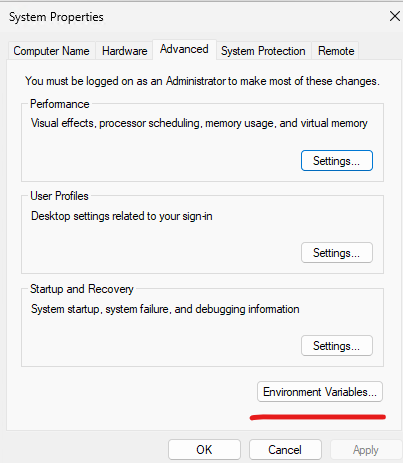 System Properties
Computer Name Hardware Advanced System Protection Remote
You must be logged on as an Administrator to make most of these changes.
Performance
Visual effects, processor scheduling, memory usage, and virtual memory
Settings...
User Profiles
Desktop settings related to your sign-in
Settings...
Startup and Recovery
System startup, system failure, and debugging information
Settings...
Environment Variables...
OK Cancel Apply